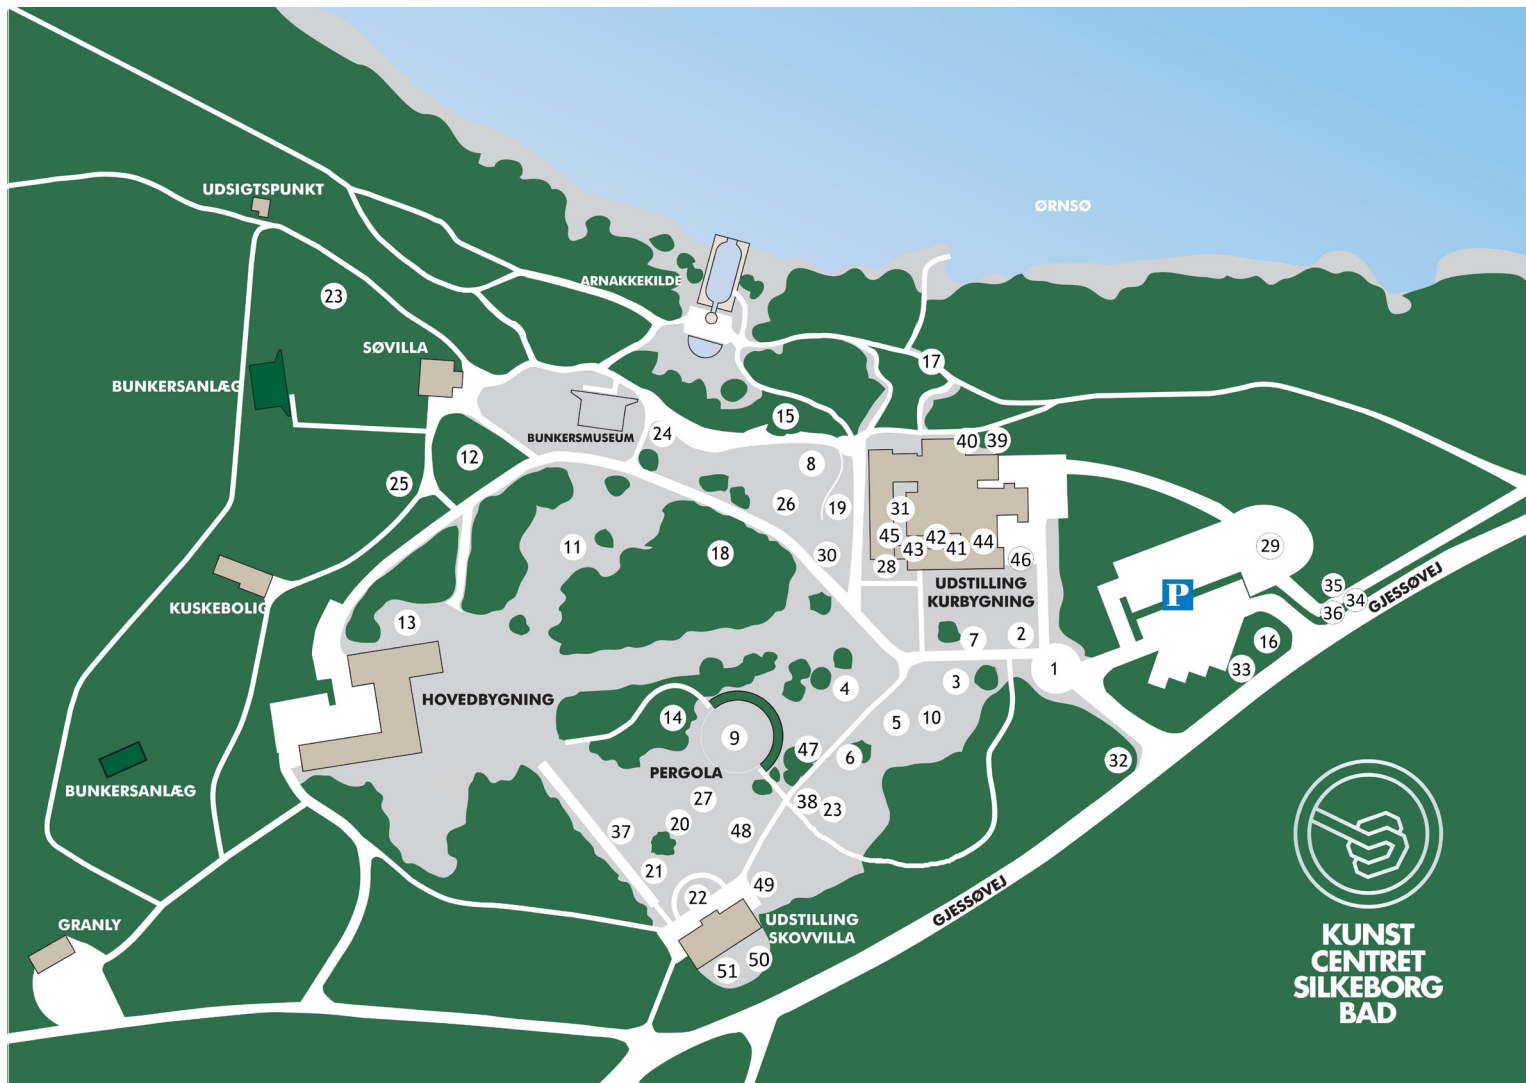 UDSIGTSPUNKT
ØRNSØ
ARNAKKEKILDE
23
SØVILLA
17
BUNKERSANLÆG
15
24
BUNKERSMUSEUM
40
39
12
8
25
26
19
31
45
42
44
43
41
11
18
30
28
46
29
UDSTILLING
KURBYGNING
KUSKEBOLIG
P
GJESSØVEJ
35
34
36
13
7
2
16
1
33
3
4
HOVEDBYGNING
14
9
5
10
47
6
32
PERGOLA
BUNKERSANLÆG
27
38
23
20
37
48
21
49
22
GJESSØVEJ
GRANLY
UDSTILLING
SKOVVILLA
50
51
KUNST
CENTRET
SILKEBORG
BAD